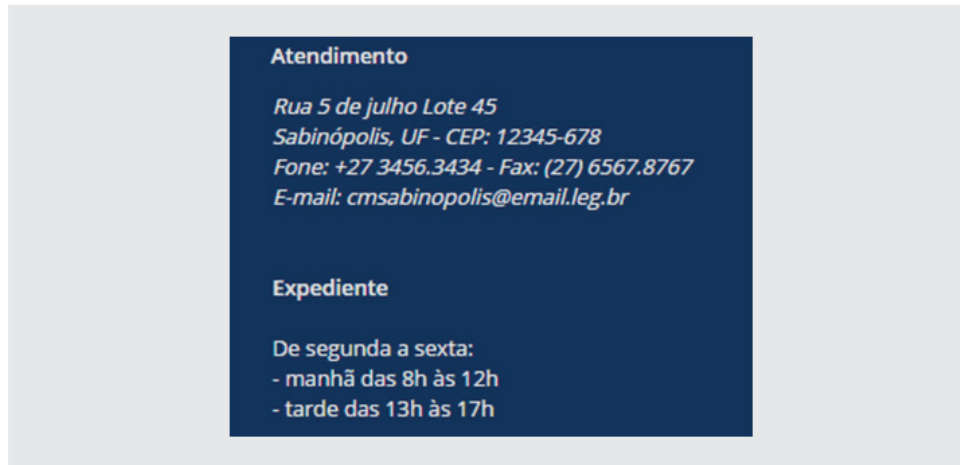 Atendimento
Rua 5 de julho Lote 45
Sabinópolis, UF - CEP: 12345-678
Fone: +27 3456.3434 - Fax: (27) 6567.8767
E-mail: cmsabinopolis@email.leg.br
Expediente
De segunda a sexta:
- manhã das 8h às 12h
- tarde das 13h às 17h